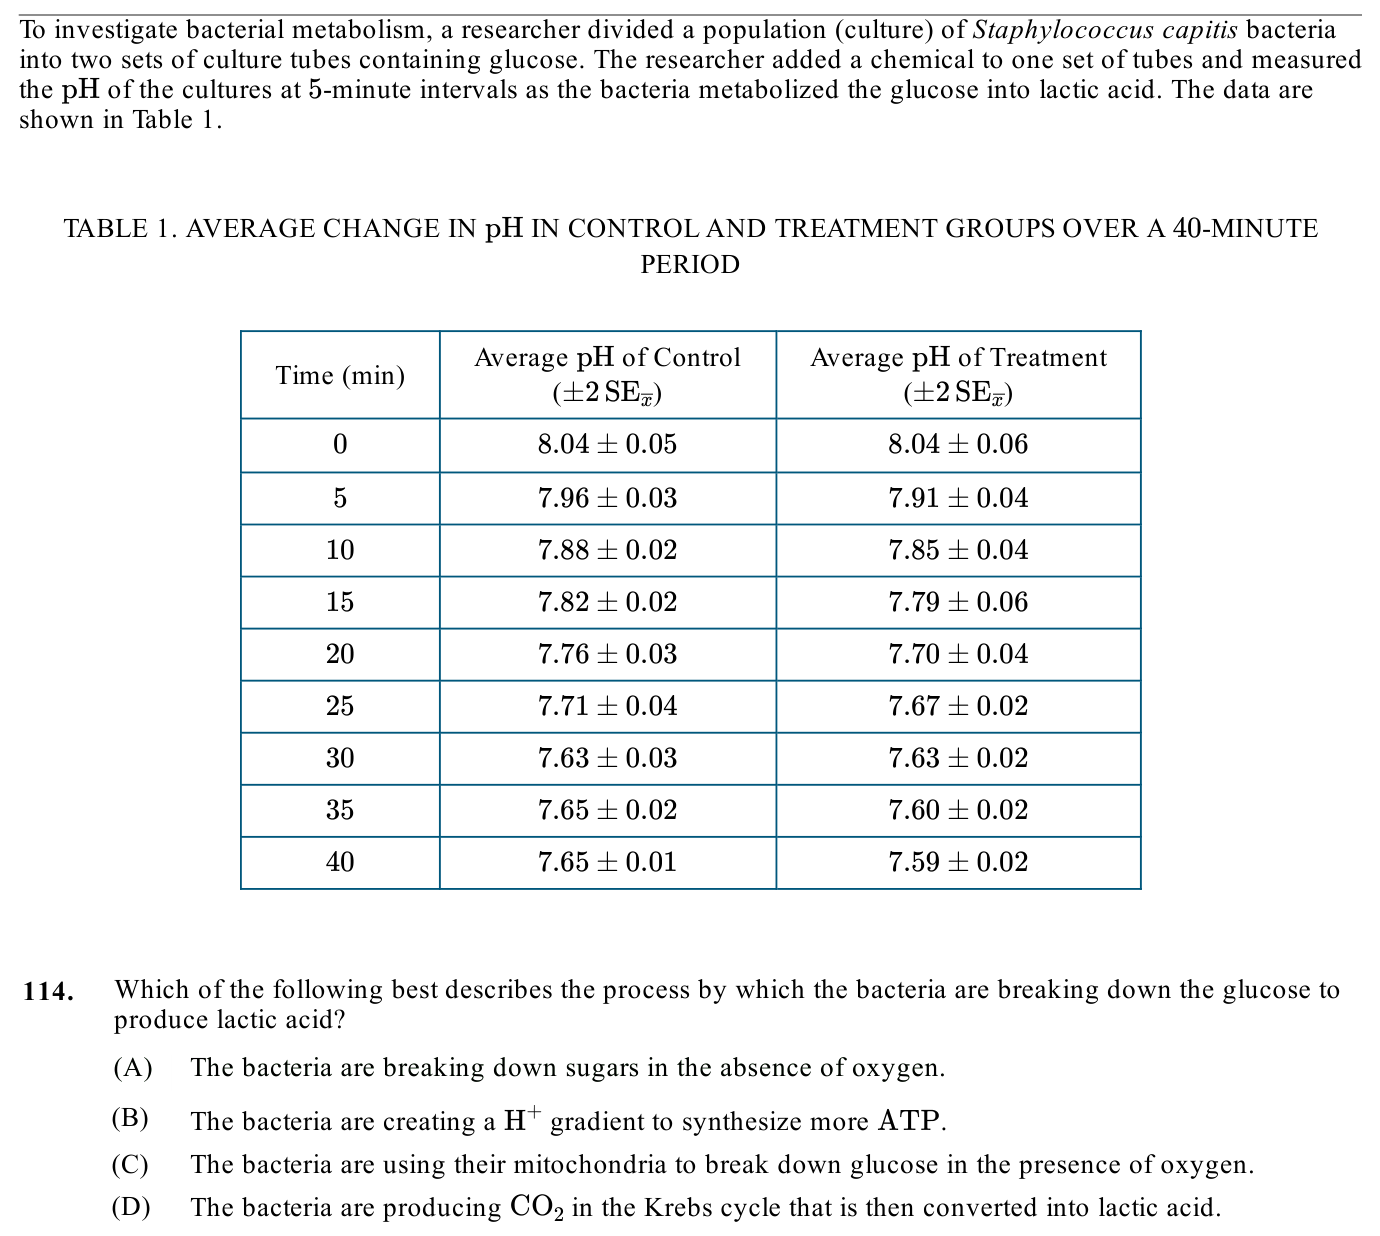 To investigate bacterial metabolism, a researcher divided a population (culture) of Staphylococcus capitis bacteria
into two sets of culture tubes containing glucose. The researcher added a chemical to one set of tubes and measured
the pH of the cultures at 5-minute intervals as the bacteria metabolized the glucose into lactic acid. The data are
shown in Table 1.
TABLE 1. AVERAGE CHANGE IN pH IN CONTROL AND TREATMENT GROUPS OVER A 40-MINUTE
PERIOD
Time (min) Average pH of Control (±2 SE_x̅) Average pH of Treatment (±2 SE_x̅)
0 8.04 ± 0.05 8.04 ± 0.06
5 7.96 ± 0.03 7.91 ± 0.04
10 7.88 ± 0.02 7.85 ± 0.04
15 7.82 ± 0.02 7.79 ± 0.06
20 7.76 ± 0.03 7.70 ± 0.04
25 7.71 ± 0.04 7.67 ± 0.02
30 7.63 ± 0.03 7.63 ± 0.02
35 7.65 ± 0.02 7.60 ± 0.02
40 7.65 ± 0.01 7.59 ± 0.02
114. Which of the following best describes the process by which the bacteria are breaking down the glucose to
produce lactic acid?
(A) The bacteria are breaking down sugars in the absence of oxygen.
(B) The bacteria are creating a H⁺ gradient to synthesize more ATP.
(C) The bacteria are using their mitochondria to break down glucose in the presence of oxygen.
(D) The bacteria are producing CO₂ in the Krebs cycle that is then converted into lactic acid.